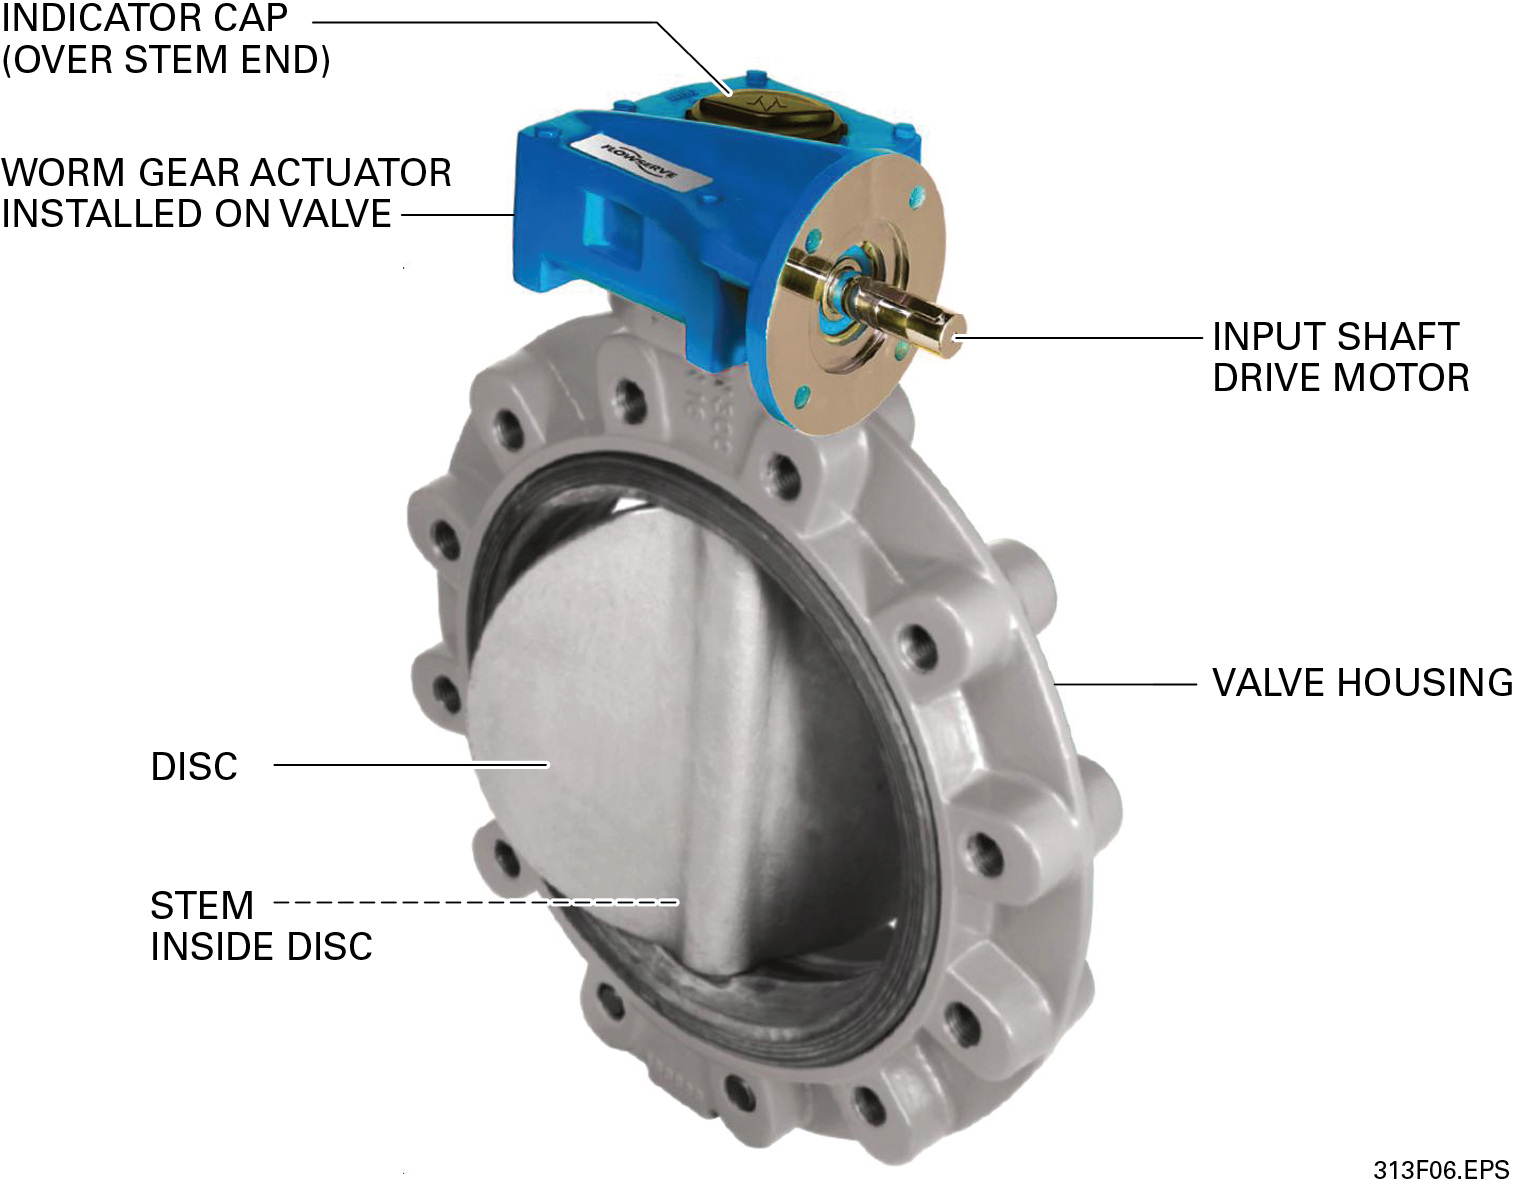 INDICATOR CAP
(OVER STEM END)
WORM GEAR ACTUATOR
INSTALLED ON VALVE
FLOWSERVE
INPUT SHAFT
DRIVE MOTOR
VALVE HOUSING
DISC
STEM
INSIDE DISC
313F06.EPS